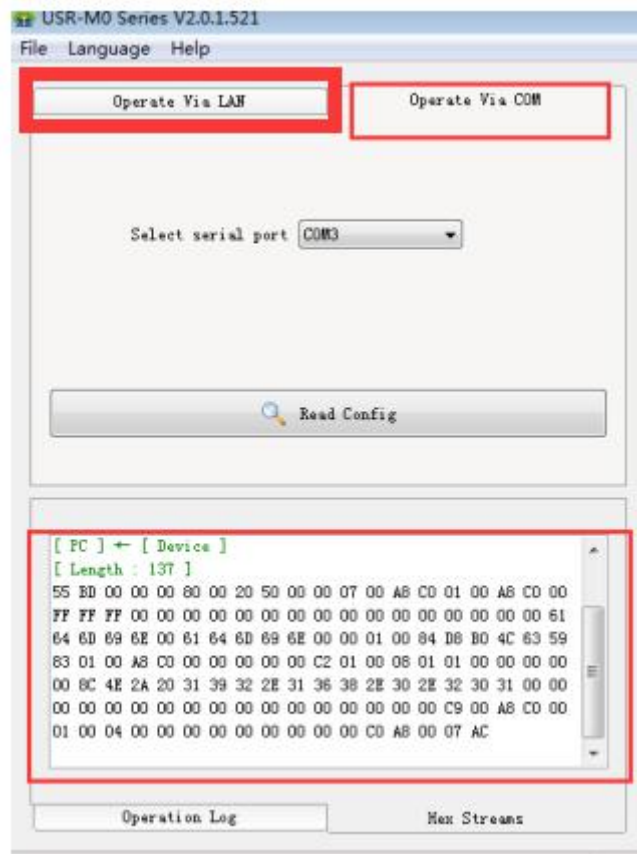 USR-M0 Series V2.0.1.521
File Language Help
Operate Via LAN
Operate Via COM
Select serial port COM3
Read Config
[ PC ] ← [ Device ]
[ Length : 137 ]
55 BD 00 00 00 80 00 20 50 00 00 07 00 A8 C0 01 00 A8 C0 00
FF FF FF 00 00 00 00 00 00 00 00 00 00 00 00 00 00 00 00 61
64 6D 69 6E 00 61 64 6D 69 6E 00 00 01 00 84 D8 B0 4C 63 59
83 01 00 A8 C0 00 00 00 00 00 C2 01 00 08 01 01 00 00 00 00
00 8C 4E 2A 20 31 39 32 2E 31 36 38 2E 30 2E 32 30 31 00 00
00 00 00 00 00 00 00 00 00 00 00 00 00 00 00 C9 00 A8 C0 00
01 00 04 00 00 00 00 00 00 00 00 C0 A8 00 07 AC
Operation Log
Hex Streams